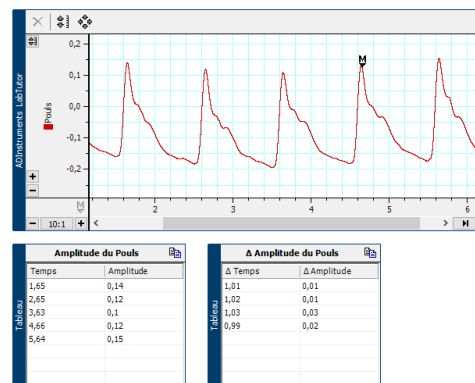 0,2
0,1
0,0
-0,1
-0,2
Pouls
ADInstruments LabTutor
M
M
2 3 4 5 6
10:1
Amplitude du Pouls
Temps Amplitude
1,65 0,14
2,65 0,12
3,63 0,1
4,66 0,12
5,64 0,15
Tableau
Δ Amplitude du Pouls
Δ Temps Δ Amplitude
1,01 0,01
1,02 0,01
1,03 0,03
0,99 0,02
Tableau